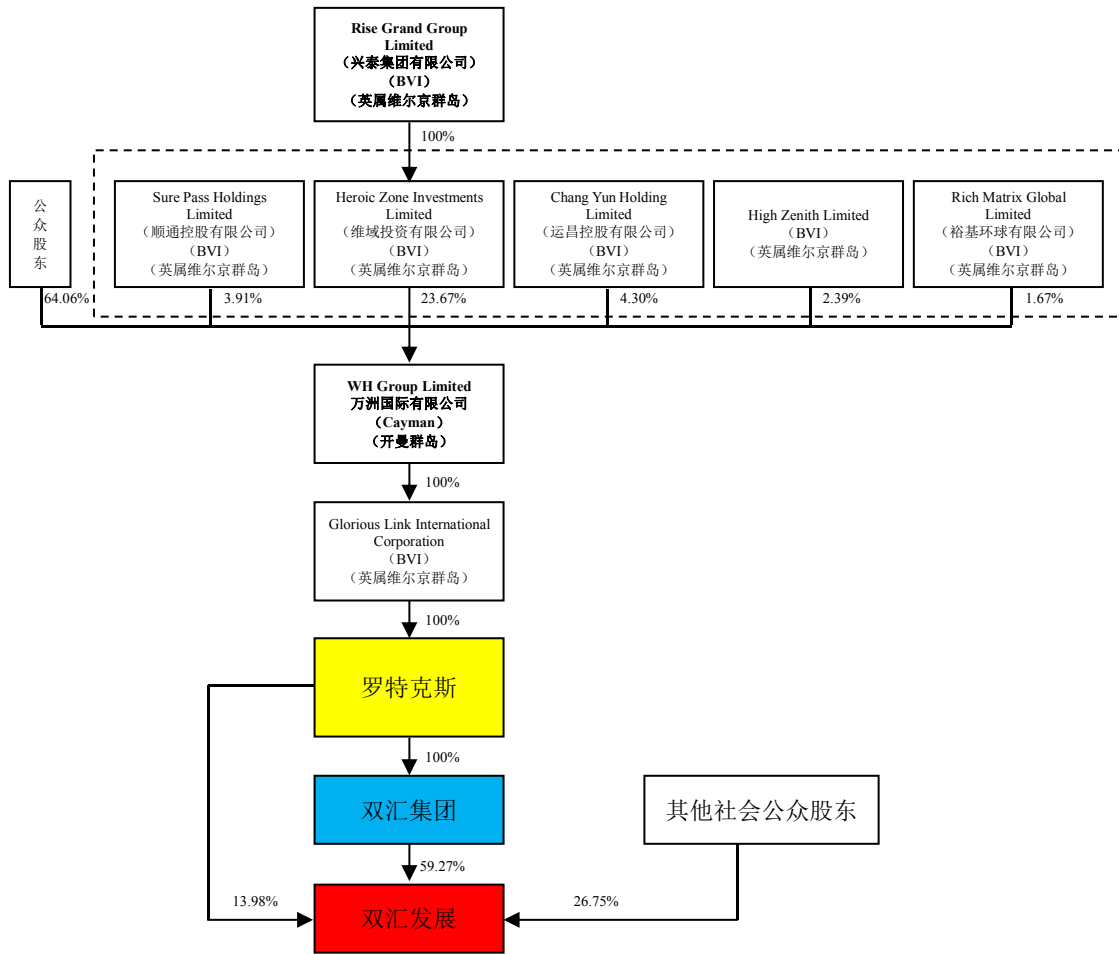 Rise Grand Group
Limited
（兴泰集团有限公司）
（BVI）
（英属维尔京群岛）
100%
公
众
股
东
Sure Pass Holdings
Limited
（顺通控股有限公司）
（BVI）
（英属维尔京群岛）
Heroic Zone Investments
Limited
（维域投资有限公司）
（BVI）
（英属维尔京群岛）
Chang Yun Holding
Limited
（运昌控股有限公司）
（BVI）
（英属维尔京群岛）
High Zenith Limited
（BVI）
（英属维尔京群岛）
Rich Matrix Global
Limited
（裕基环球有限公司）
（BVI）
（英属维尔京群岛）
64.06%
3.91%
23.67%
4.30%
2.39%
1.67%
WH Group Limited
万洲国际有限公司
（Cayman）
（开曼群岛）
100%
Glorious Link International
Corporation
（BVI）
（英属维尔京群岛）
100%
罗特克斯
100%
双汇集团
其他社会公众股东
59.27%
13.98%
双汇发展
26.75%